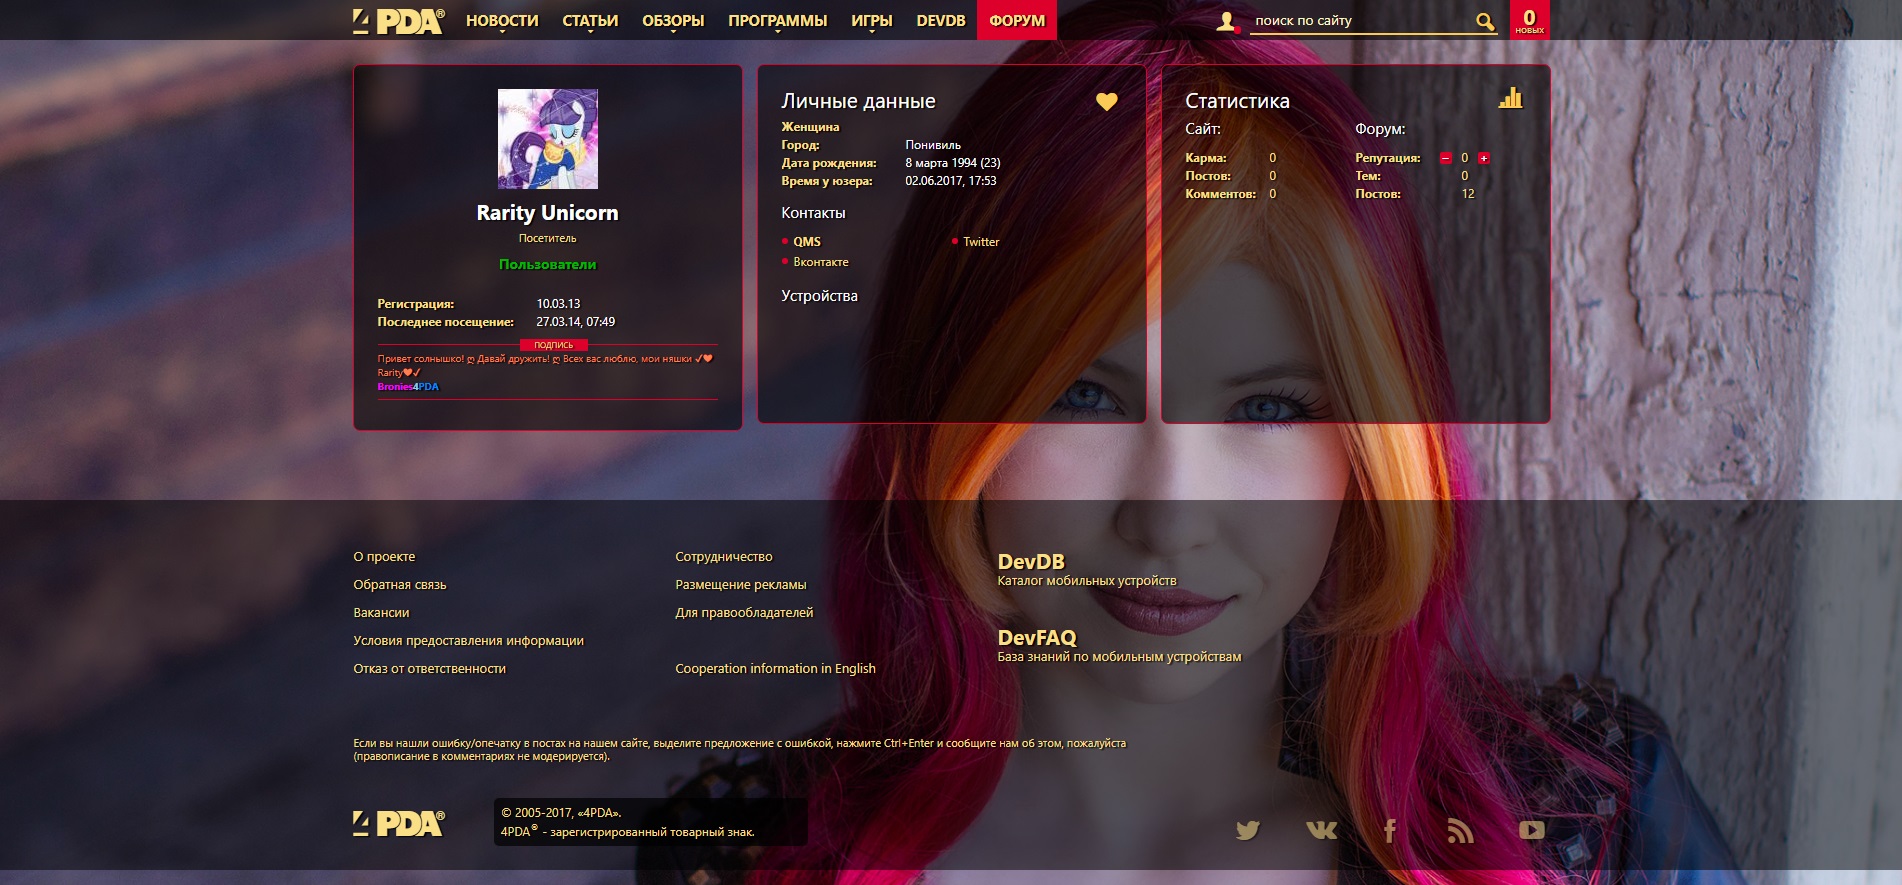 4PDA®
НОВОСТИ
СТАТЬИ
ОБЗОРЫ
ПРОГРАММЫ
ИГРЫ
DEVDB
ФОРУМ
поиск по сайту
0
НОВЫХ
Rarity Unicorn
Посетитель
Пользователи
Регистрация: 10.03.13
Последнее посещение: 27.03.14, 07:49
ПОДПИСЬ
Привет солнышко! ღ Давай дружить! ღ Всех вас люблю, мои няшки ✓❤
Rarity❤✓
Bronies4PDA
Личные данные
Женщина
Город: Понивиль
Дата рождения: 8 марта 1994 (23)
Время у юзера: 02.06.2017, 17:53
Контакты
QMS
Twitter
Вконтакте
Устройства
Статистика
Сайт:
Карма: 0
Постов: 0
Комментов: 0
Форум:
Репутация: − 0 +
Тем: 0
Постов: 12
О проекте
Обратная связь
Вакансии
Условия предоставления информации
Отказ от ответственности
Сотрудничество
Размещение рекламы
Для правообладателей
Cooperation information in English
DevDB
Каталог мобильных устройств
DevFAQ
База знаний по мобильным устройствам
Если вы нашли ошибку/опечатку в постах на нашем сайте, выделите предложение с ошибкой, нажмите Ctrl+Enter и сообщите нам об этом, пожалуйста
(правописание в комментариях не модерируется).
4PDA®
© 2005-2017, «4PDA».
4PDA® - зарегистрированный товарный знак.